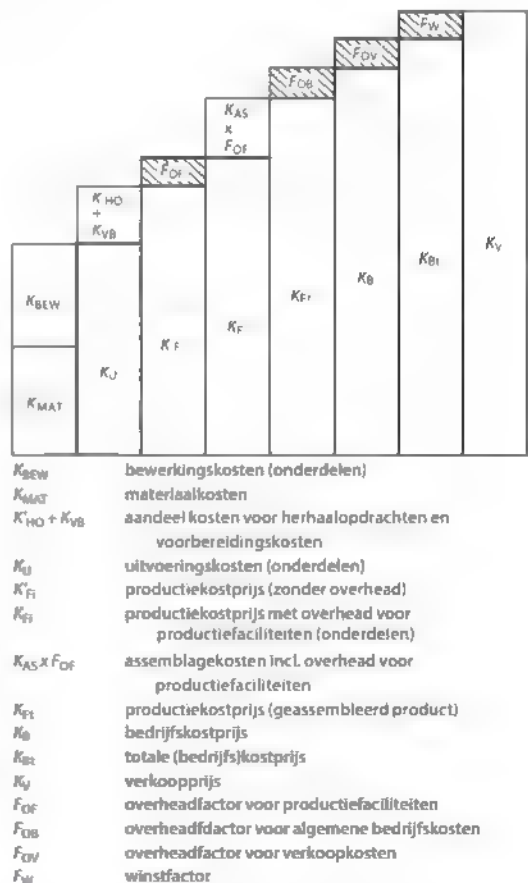 F_W
F_OV
F_OB
K_AS
x
F_OF
F_OF
K_HO
+
K_VB
K_V
K_Bt
K_B
K_Ft
K_F
K'F
K_BEW
K_U
K_MAT
K_BEW bewerkingskosten (onderdelen)
K_MAT materiaalkosten
K'_HO + K_VB aandeel kosten voor herhaalopdrachten en
voorbereidingskosten
K_U uitvoeringskosten (onderdelen)
K'_Fi productiekostprijs (zonder overhead)
K_Fi productiekostprijs met overhead voor
productiefaciliteiten (onderdelen)
K_AS x F_OF assemblagekosten incl. overhead voor
productiefaciliteiten
K_Ft productiekostprijs (geassembleerd product)
K_B bedrijfskostprijs
K_Bt totale (bedrijfs)kostprijs
K_V verkoopprijs
F_OF overheadfactor voor productiefaciliteiten
F_OB overheadfdactor voor algemene bedrijfskosten
F_OV overheadfactor voor verkoopkosten
F_W winstfactor